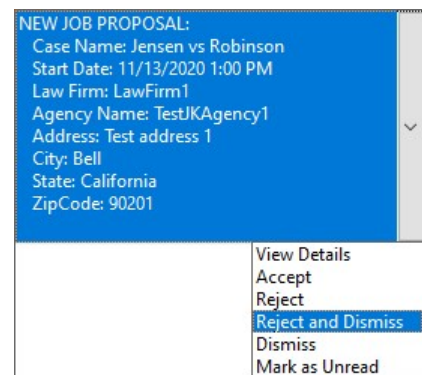 NEW JOB PROPOSAL:
Case Name: Jensen vs Robinson
Start Date: 11/13/2020 1:00 PM
Law Firm: LawFirm1
Agency Name: TestJKAgency1
Address: Test address 1
City: Bell
State: California
ZipCode: 90201
View Details
Accept
Reject
Reject and Dismiss
Dismiss
Mark as Unread